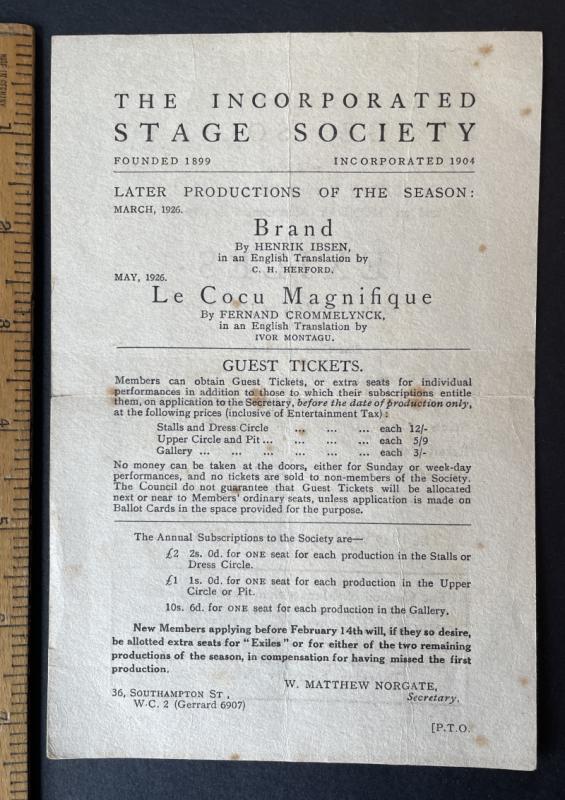 THE INCORPORATED
STAGE SOCIETY
FOUNDED 1899 INCORPORATED 1904
LATER PRODUCTIONS OF THE SEASON:
MARCH, 1926.
Brand
By HENRIK IBSEN,
in an English Translation by
C. H. HERFORD.
MAY, 1926.
Le Cocu Magnifique
By FERNAND CROMMELYNCK,
in an English Translation by
IVOR MONTAGU.
GUEST TICKETS.
Members can obtain Guest Tickets, or extra seats for individual
performances in addition to those to which their subscriptions entitle
them, on application to the Secretary, before the date of production only,
at the following prices (inclusive of Entertainment Tax):
Stalls and Dress Circle ... ... ... each 12/-
Upper Circle and Pit ... ... ... each 5/9
Gallery ... ... ... ... ... ... each 3/-
No money can be taken at the doors, either for Sunday or week-day
performances, and no tickets are sold to non-members of the Society.
The Council do not guarantee that Guest Tickets will be allocated
next or near to Members' ordinary seats, unless application is made on
Ballot Cards in the space provided for the purpose.
The Annual Subscriptions to the Society are—
£2 2s. 0d. for ONE seat for each production in the Stalls or
Dress Circle.
£1 1s. 0d. for ONE seat for each production in the Upper
Circle or Pit.
10s. 6d. for ONE seat for each production in the Gallery.
New Members applying before February 14th will, if they so desire,
be allotted extra seats for "Exiles" or for either of the two remaining
productions of the season, in compensation for having missed the first
production.
W. MATTHEW NORGATE,
Secretary.
36, SOUTHAMPTON ST,
W.C. 2 (Gerrard 6907)
[P.T.O.
1
2
3
4
5